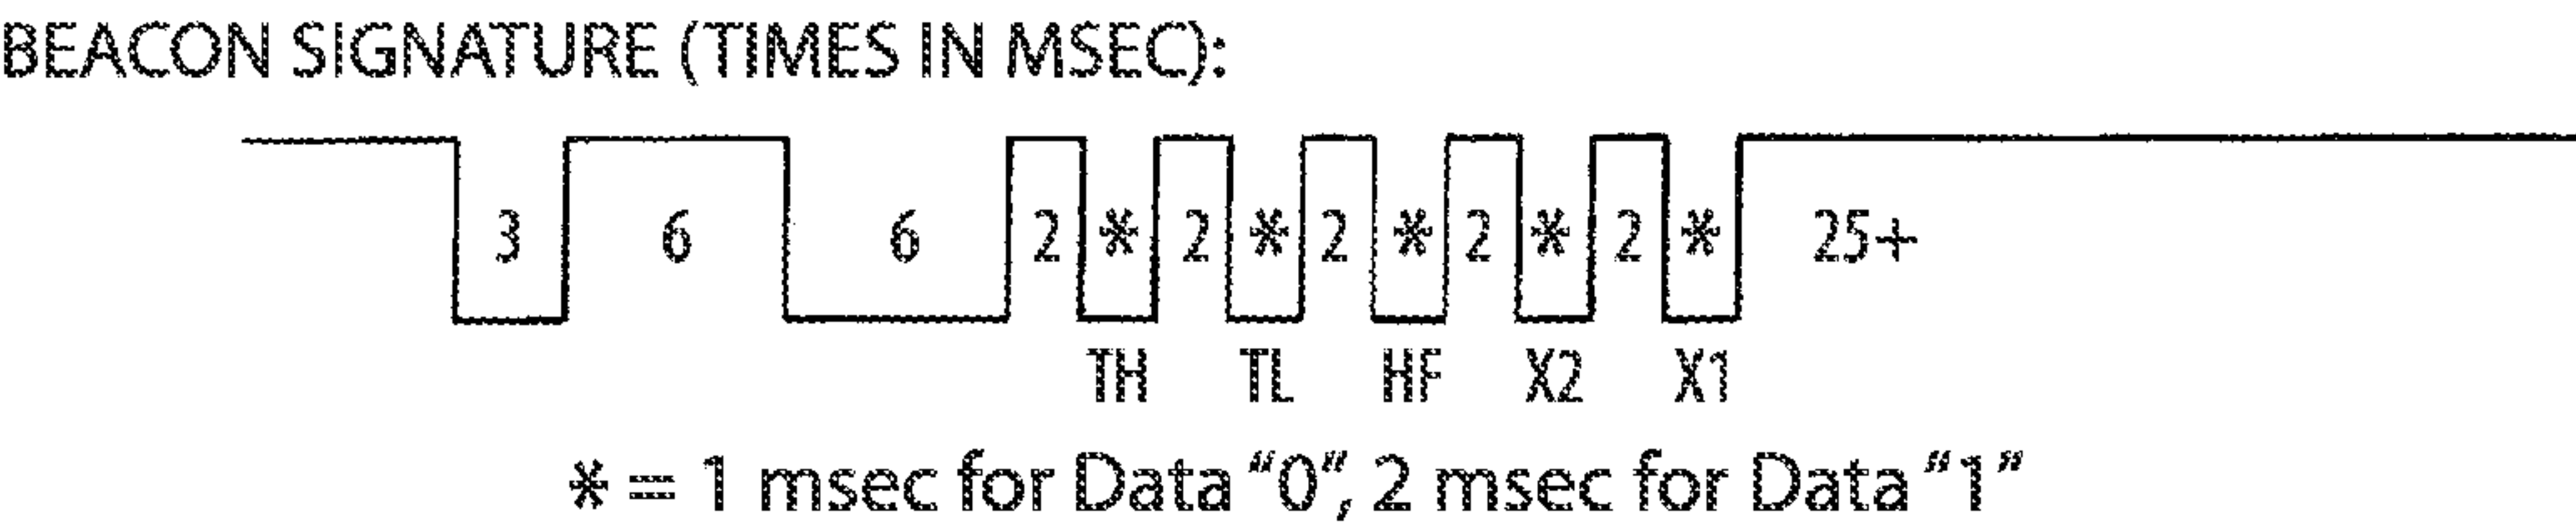 BEACON SIGNATURE (TIMES IN MSEC):
3 6 6 2 * 2 * 2 * 2 * 2 * 25+
TH TL HF X2 X1
* = 1 msec for Data "0", 2 msec for Data "1"